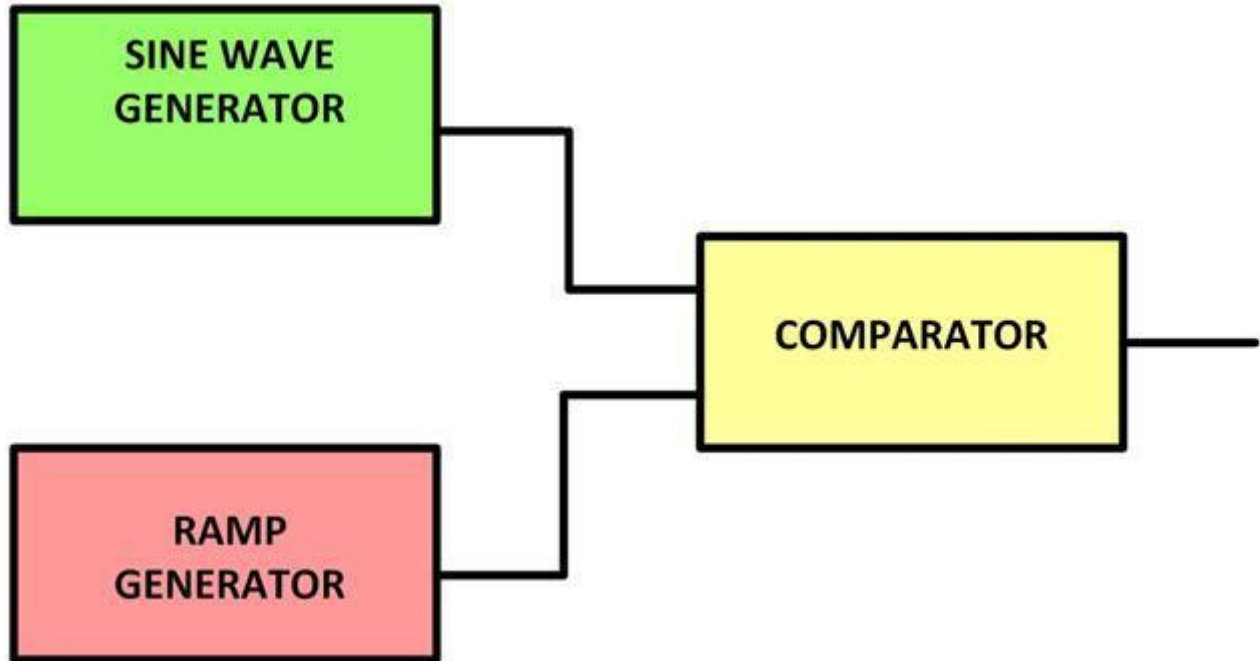 SINE WAVE
GENERATOR
COMPARATOR
RAMP
GENERATOR